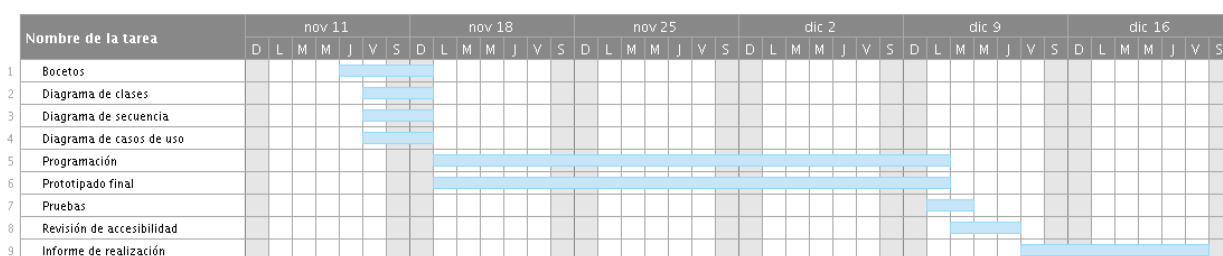 Nombre de la tarea
nov 11 nov 18 nov 25 dic 2 dic 9 dic 16
D L M M J V S D L M M J V S D L M M J V S D L M M J V S D L M M J V S D L M M J V S
1 Bocetos
2 Diagrama de clases
3 Diagrama de secuencia
4 Diagrama de casos de uso
5 Programación
6 Prototipado final
7 Pruebas
8 Revisión de accesibilidad
9 Informe de realización